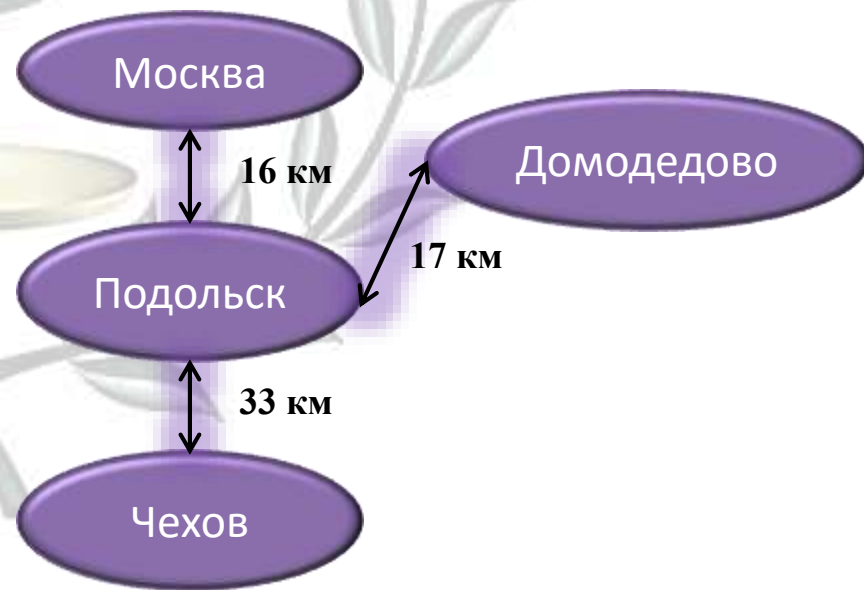 Москва
16 км
Домодедово
17 км
Подольск
33 км
Чехов